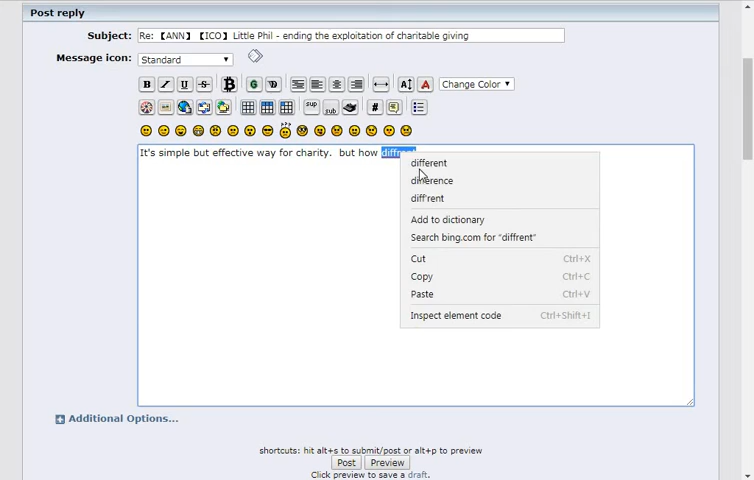 Post reply
Subject: Re: 【ANN】 【ICO】 Little Phil - ending the exploitation of charitable giving
Message icon: Standard
B I U S B G A A Change Color
sup sub #
It's simple but effective way for charity. but how
different
difference
diff'rent
Add to dictionary
Search bing.com for "diffrent"
Cut Ctrl+X
Copy Ctrl+C
Paste Ctrl+V
Inspect element code Ctrl+Shift+I
Additional Options...
shortcuts: hit alt+s to submit/post or alt+p to preview
Post Preview
Click preview to save a draft.